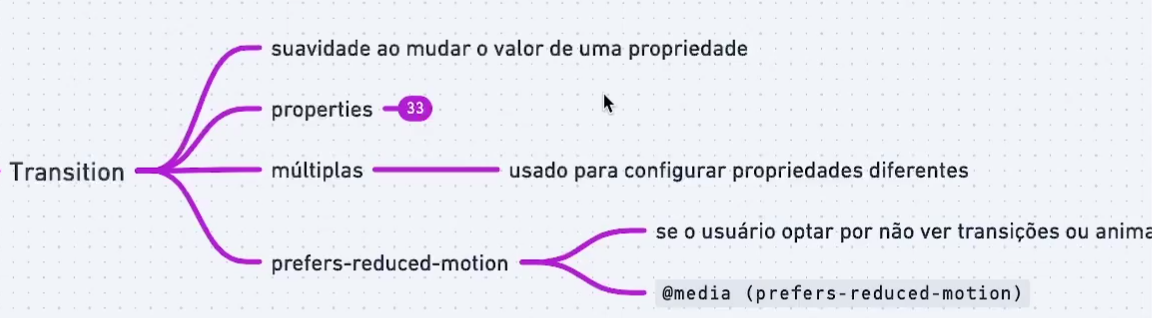 suavidade ao mudar o valor de uma propriedade
properties 33
Transition
múltiplas usado para configurar propriedades diferentes
se o usuário optar por não ver transições ou anima
prefers-reduced-motion
@media (prefers-reduced-motion)